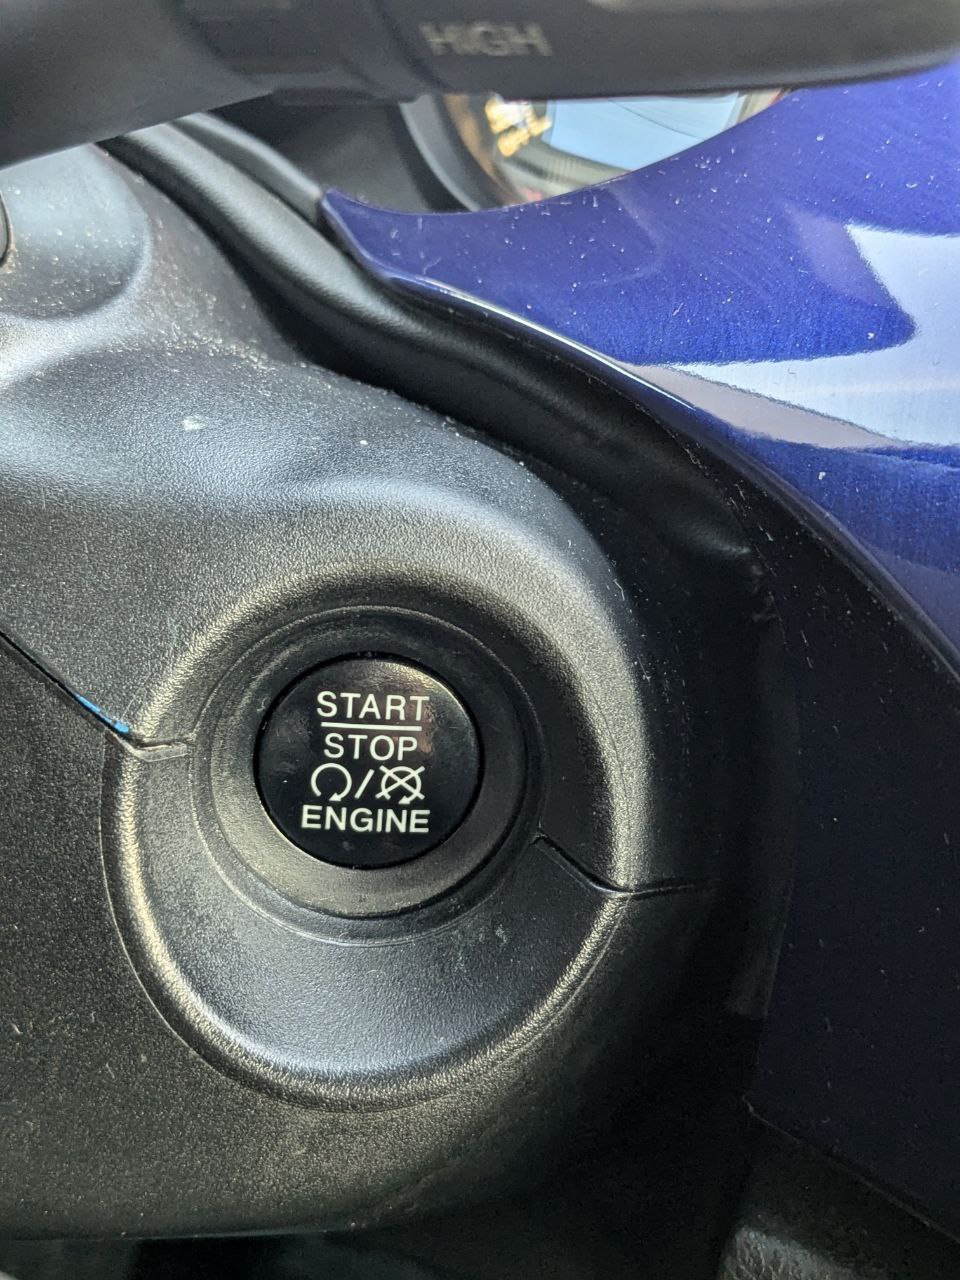 HIGH
START
STOP
/
ENGINE